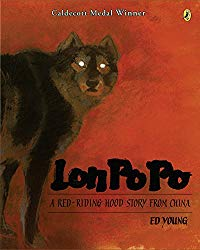 Caldecott Medal Winner
Lon Po Po
A RED-RIDING HOOD STORY FROM CHINA
ED YOUNG